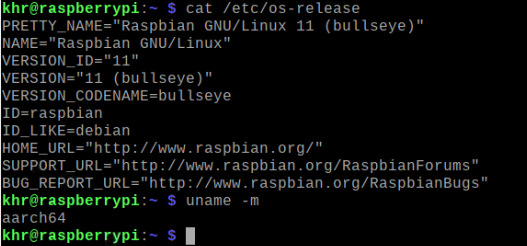 khr@raspberrypi:~ $ cat /etc/os-release
PRETTY_NAME="Raspbian GNU/Linux 11 (bullseye)"
NAME="Raspbian GNU/Linux"
VERSION_ID="11"
VERSION="11 (bullseye)"
VERSION_CODENAME=bullseye
ID=raspbian
ID_LIKE=debian
HOME_URL="http://www.raspbian.org/"
SUPPORT_URL="http://www.raspbian.org/RaspbianForums"
BUG_REPORT_URL="http://www.raspbian.org/RaspbianBugs"
khr@raspberrypi:~ $ uname -m
aarch64
khr@raspberrypi:~ $